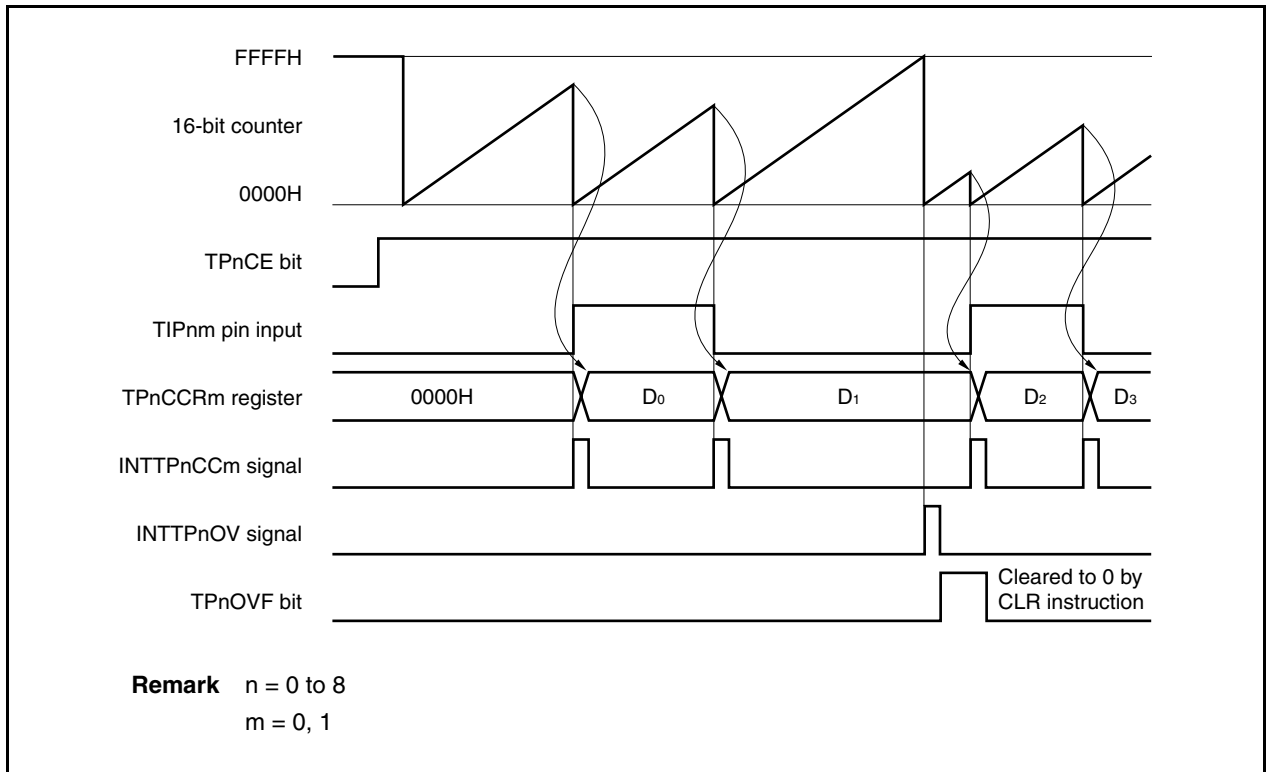 FFFFH
16-bit counter
0000H
TPnCE bit
TIPnm pin input
TPnCCRm register
0000H
D0
D1
D2
D3
INTTPnCCm signal
INTTPnOV signal
TPnOVF bit
Cleared to 0 by
CLR instruction
Remark n = 0 to 8
m = 0, 1